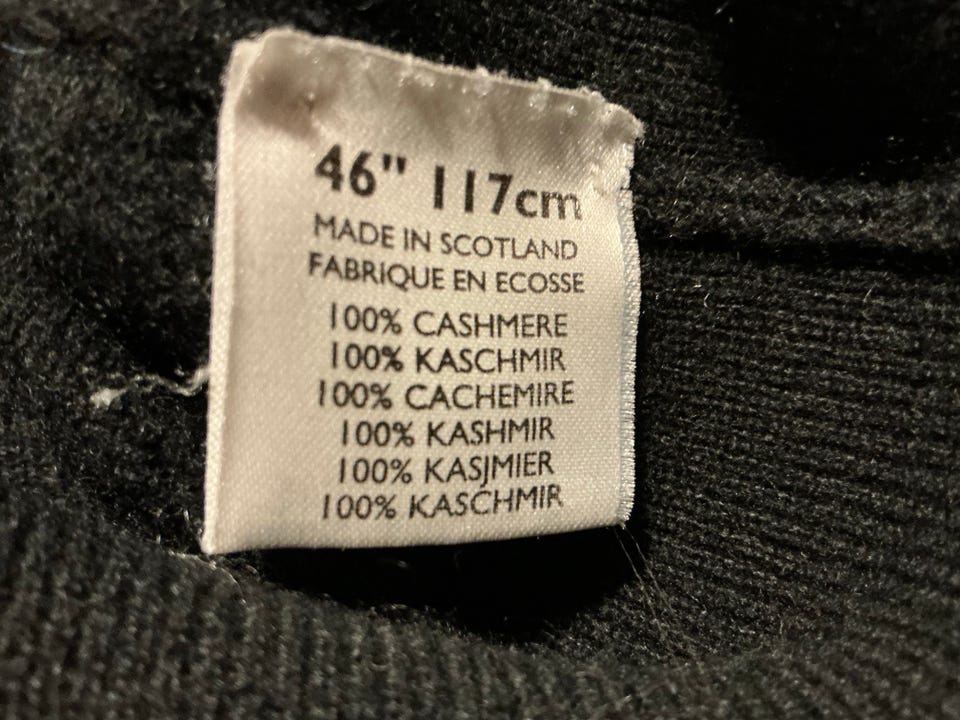 46" 117cm
MADE IN SCOTLAND
FABRIQUE EN ECOSSE
100% CASHMERE
100% KASCHMIR
100% CACHEMIRE
100% KASHMIR
100% KASJMIER
100% KASCHMIR